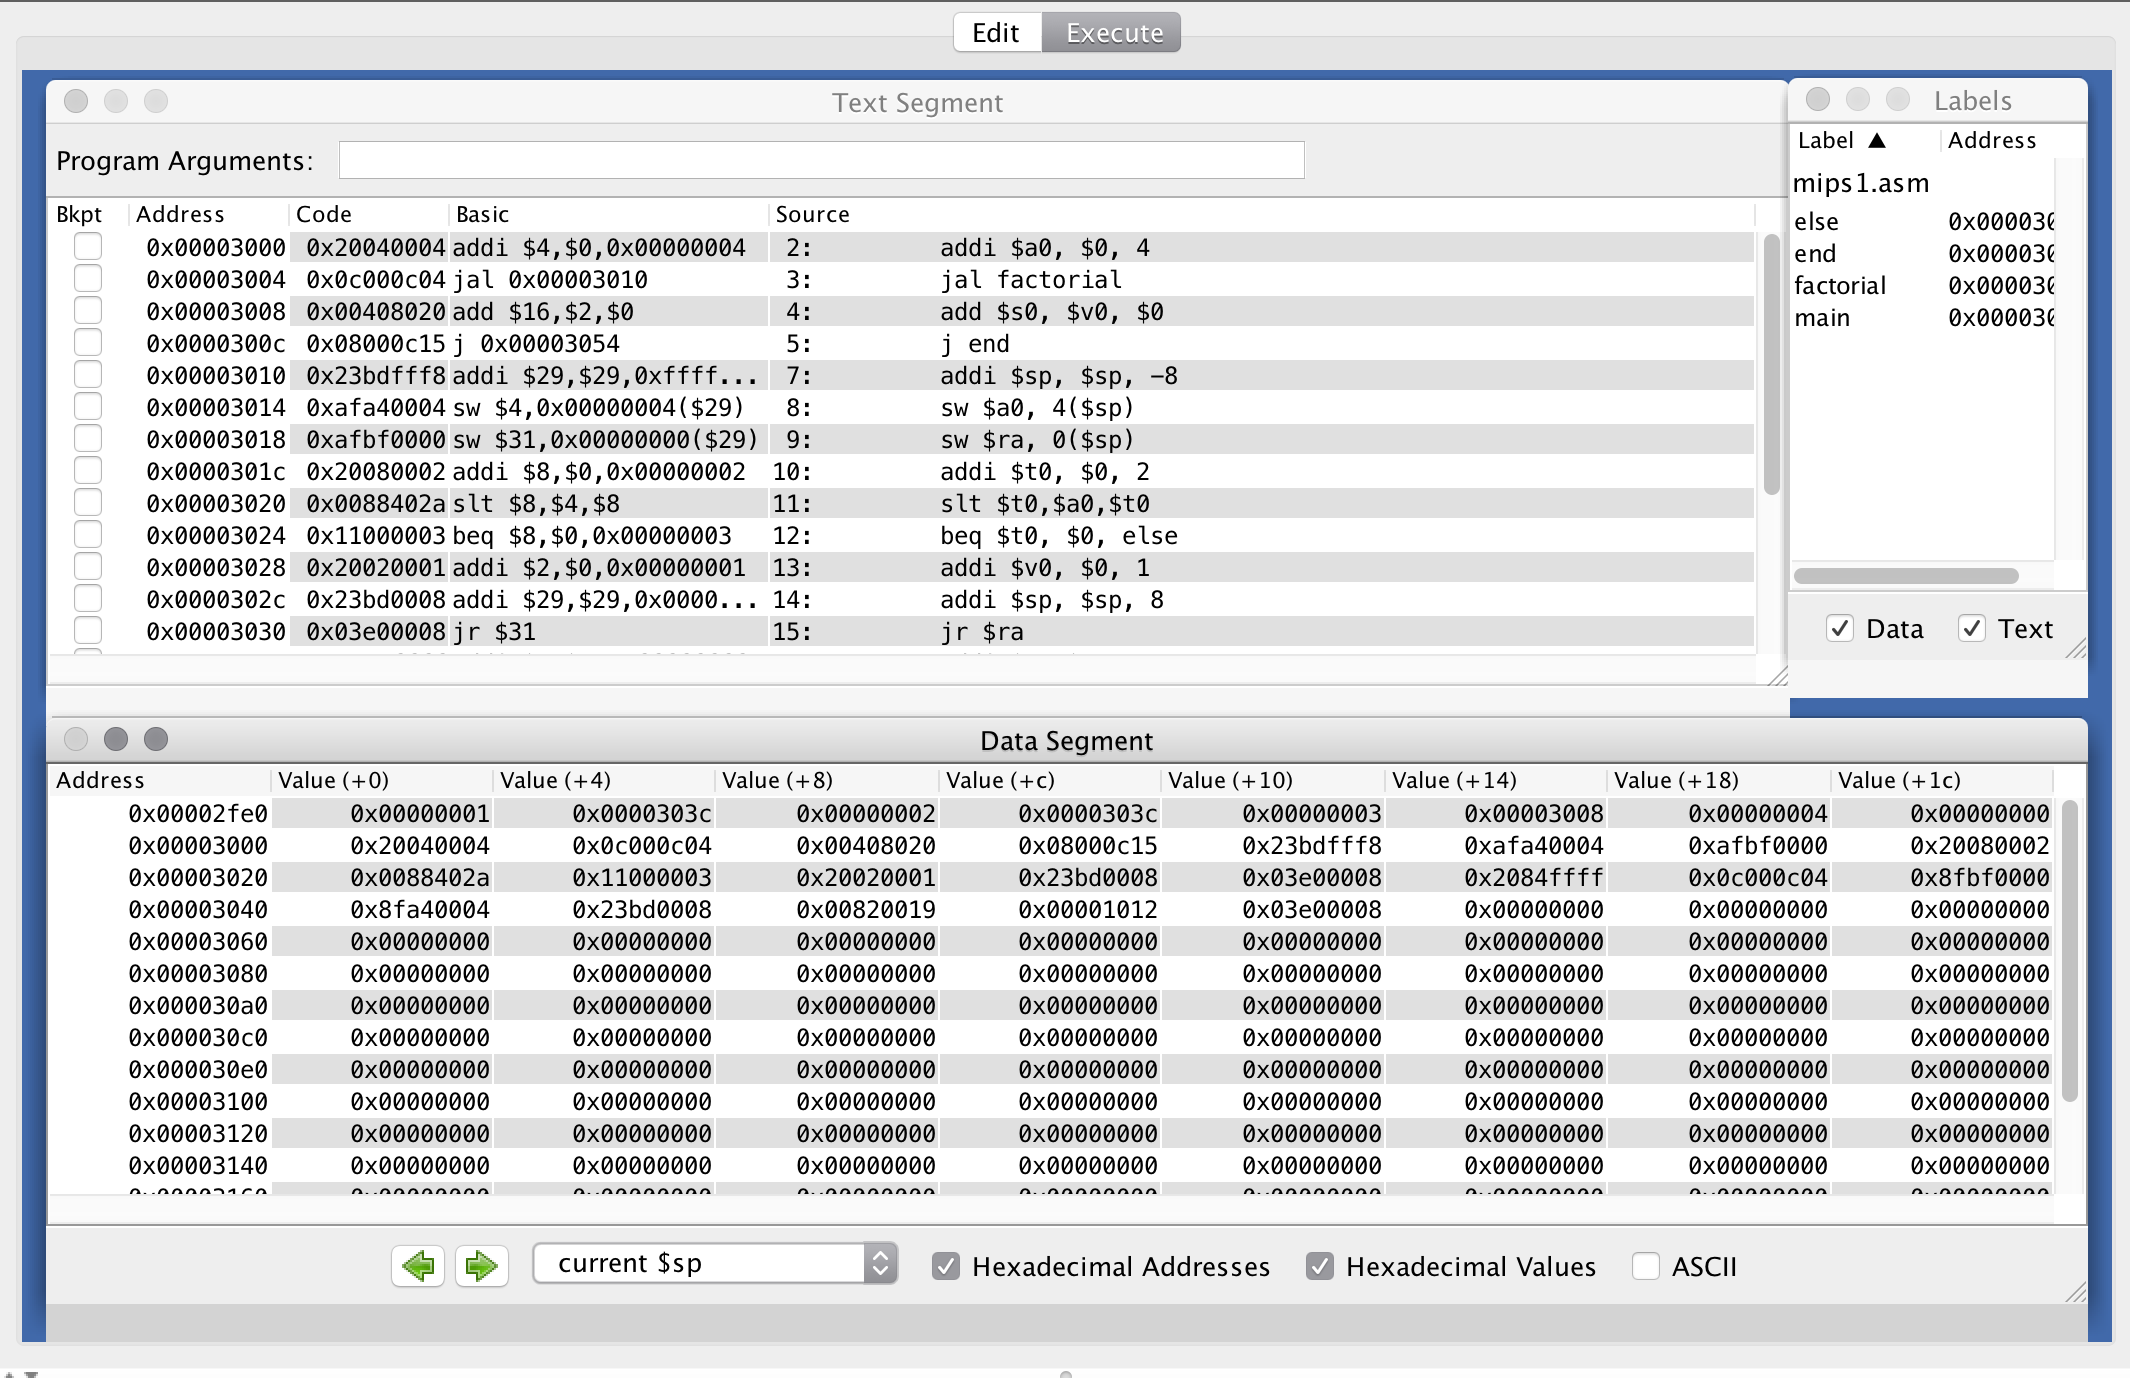 Edit Execute
Text Segment
Program Arguments:
Bkpt Address Code Basic Source
0x00003000 0x20040004 addi $4,$0,0x00000004 2: addi $a0, $0, 4
0x00003004 0x0c000c04 jal 0x00003010 3: jal factorial
0x00003008 0x00408020 add $16,$2,$0 4: add $s0, $v0, $0
0x0000300c 0x08000c15 j 0x00003054 5: j end
0x00003010 0x23bdfff8 addi $29,$29,0xffff... 7: addi $sp, $sp, −8
0x00003014 0xafa40004 sw $4,0x00000004($29) 8: sw $a0, 4($sp)
0x00003018 0xafbf0000 sw $31,0x00000000($29) 9: sw $ra, 0($sp)
0x0000301c 0x20080002 addi $8,$0,0x00000002 10: addi $t0, $0, 2
0x00003020 0x0088402a slt $8,$4,$8 11: slt $t0,$a0,$t0
0x00003024 0x11000003 beq $8,$0,0x00000003 12: beq $t0, $0, else
0x00003028 0x20020001 addi $2,$0,0x00000001 13: addi $v0, $0, 1
0x0000302c 0x23bd0008 addi $29,$29,0x0000... 14: addi $sp, $sp, 8
0x00003030 0x03e00008 jr $31 15: jr $ra
Labels
Label ▲ Address
mips1.asm
else 0x000030
end 0x000030
factorial 0x000030
main 0x000030
Data Text
Data Segment
Address Value (+0) Value (+4) Value (+8) Value (+c) Value (+10) Value (+14) Value (+18) Value (+1c)
0x00002fe0 0x00000001 0x0000303c 0x00000002 0x0000303c 0x00000003 0x00003008 0x00000004 0x00000000
0x00003000 0x20040004 0x0c000c04 0x00408020 0x08000c15 0x23bdfff8 0xafa40004 0xafbf0000 0x20080002
0x00003020 0x0088402a 0x11000003 0x20020001 0x23bd0008 0x03e00008 0x2084ffff 0x0c000c04 0x8fbf0000
0x00003040 0x8fa40004 0x23bd0008 0x00820019 0x00001012 0x03e00008 0x00000000 0x00000000 0x00000000
0x00003060 0x00000000 0x00000000 0x00000000 0x00000000 0x00000000 0x00000000 0x00000000 0x00000000
0x00003080 0x00000000 0x00000000 0x00000000 0x00000000 0x00000000 0x00000000 0x00000000 0x00000000
0x000030a0 0x00000000 0x00000000 0x00000000 0x00000000 0x00000000 0x00000000 0x00000000 0x00000000
0x000030c0 0x00000000 0x00000000 0x00000000 0x00000000 0x00000000 0x00000000 0x00000000 0x00000000
0x000030e0 0x00000000 0x00000000 0x00000000 0x00000000 0x00000000 0x00000000 0x00000000 0x00000000
0x00003100 0x00000000 0x00000000 0x00000000 0x00000000 0x00000000 0x00000000 0x00000000 0x00000000
0x00003120 0x00000000 0x00000000 0x00000000 0x00000000 0x00000000 0x00000000 0x00000000 0x00000000
0x00003140 0x00000000 0x00000000 0x00000000 0x00000000 0x00000000 0x00000000 0x00000000 0x00000000
current $sp Hexadecimal Addresses Hexadecimal Values ASCII